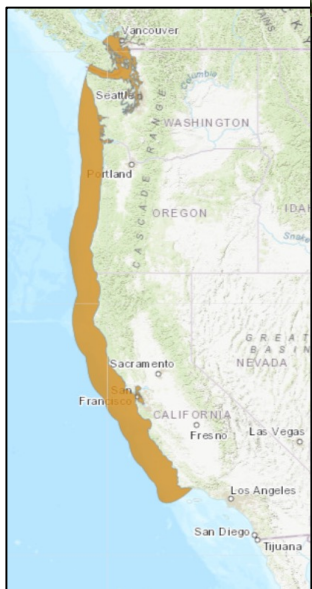 Vancouver
Columbia
Seattle
WASHINGTON
CASCADE RANGE
Portland
OREGON
IDA
Snake
GREAT
BASIN
NEVADA
Sacramento
San
Francisco
CALIFORNIA
Fresno
Las Vegas
Los Angeles
San Diego
Tijuana